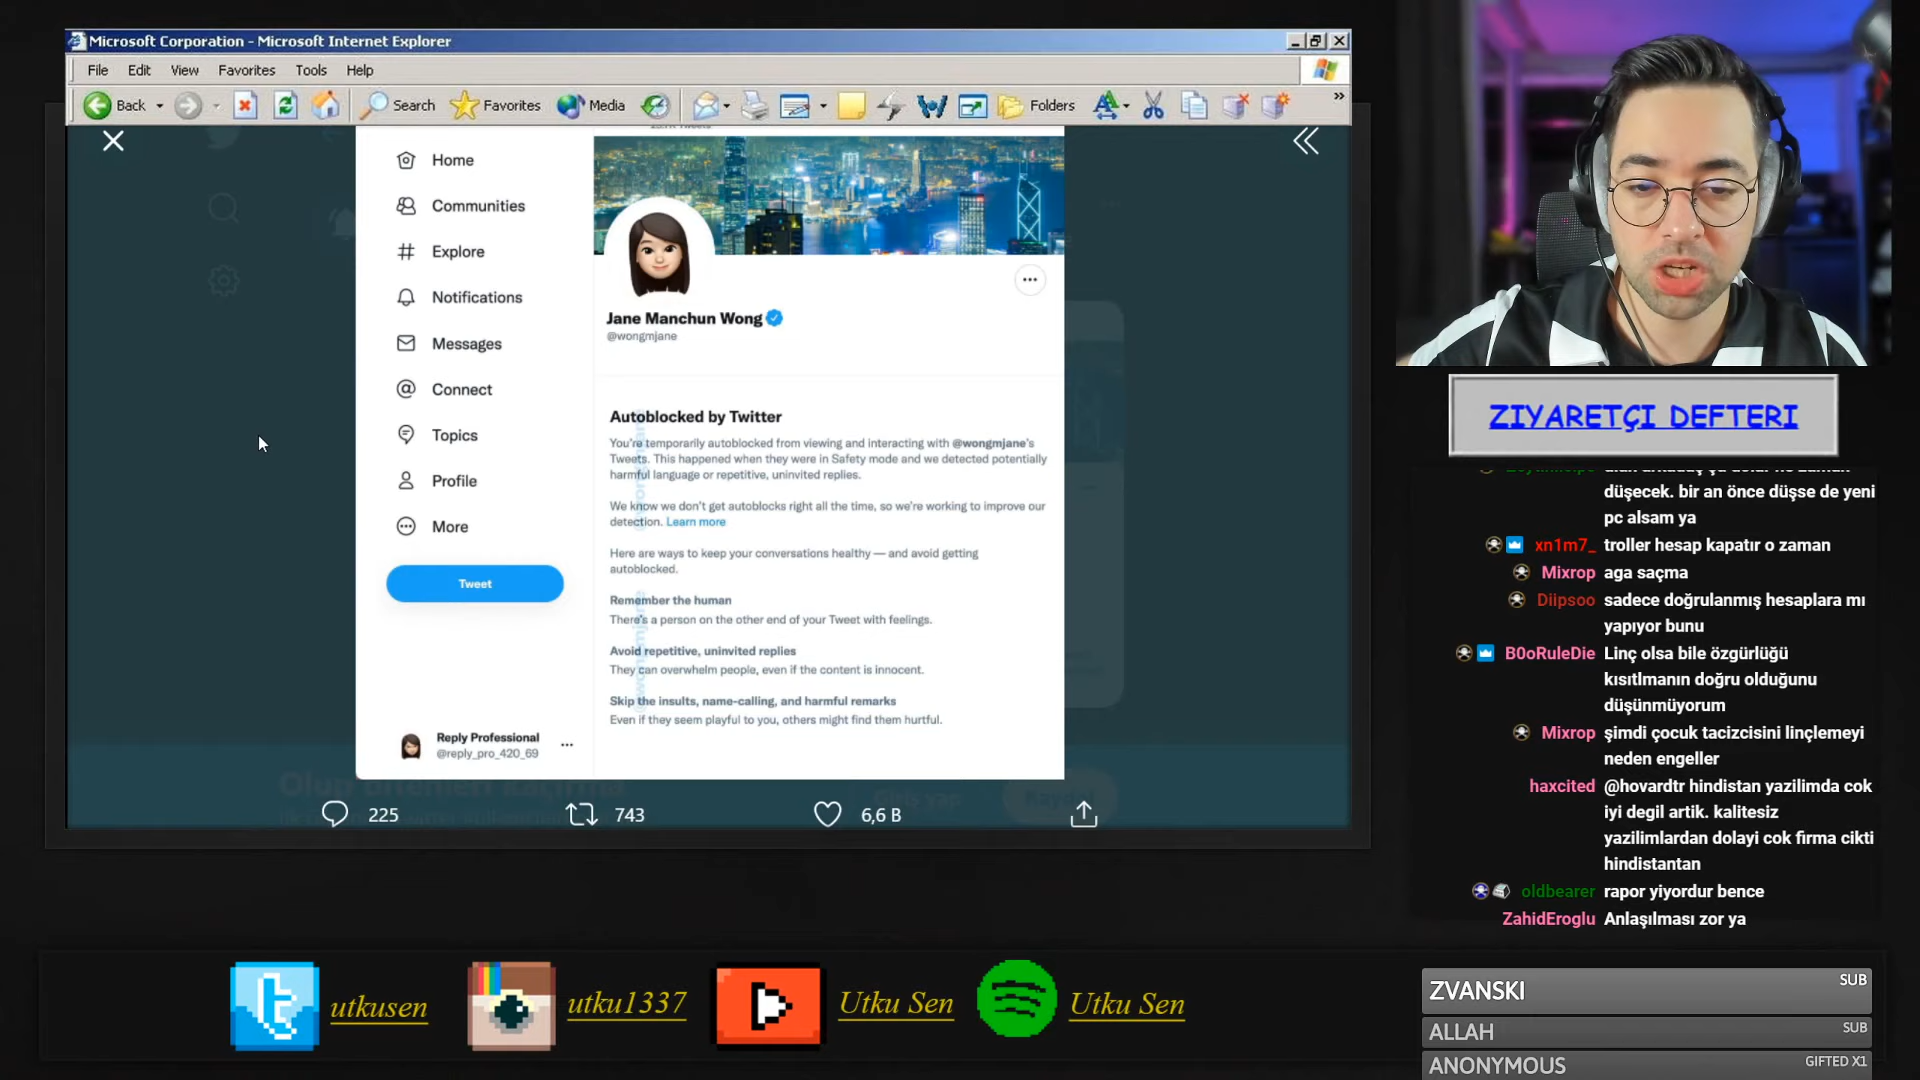 Microsoft Corporation - Microsoft Internet Explorer
File Edit View Favorites Tools Help
Back Search Favorites Media Folders
Home
Communities
Explore
Notifications
Messages
Connect
Topics
Profile
More
Tweet
Reply Professional
@reply_pro_420_69
Jane Manchun Wong
@wongmjane
Autoblocked by Twitter
You're temporarily autoblocked from viewing and interacting with @wongmjane's
Tweets. This happened when they were in Safety mode and we detected potentially
harmful language or repetitive, uninvited replies.
We know we don't get autoblocks right all the time, so we're working to improve our
detection. Learn more
Here are ways to keep your conversations healthy — and avoid getting
autoblocked.
Remember the human
There's a person on the other end of your Tweet with feelings.
Avoid repetitive, uninvited replies
They can overwhelm people, even if the content is innocent.
Skip the insults, name-calling, and harmful remarks
Even if they seem playful to you, others might find them hurtful.
225 743 6,6 B
ZIYARETÇI DEFTERI
düşecek. bir an önce düşse de yeni
pc alsam ya
xn1m7_ troller hesap kapatır o zaman
Mixrop aga saçma
Diipsoo sadece doğrulanmış hesaplara mı
yapıyor bunu
B0oRuleDie Linç olsa bile özgürlüğü
kısıtlmanın doğru olduğunu
düşünmüyorum
Mixrop şimdi çocuk tacizcisini linçlemeyi
neden engeller
haxcited @hovardtr hindistan yazilimda cok
iyi degil artik. kalitesiz
yazilimlardan dolayi cok firma cikti
hindistantan
oldbearer rapor yiyordur bence
ZahidEroglu Anlaşılması zor ya
utkusen utku1337 Utku Sen Utku Sen
ZVANSKI SUB
ALLAH SUB
ANONYMOUS GIFTED X1